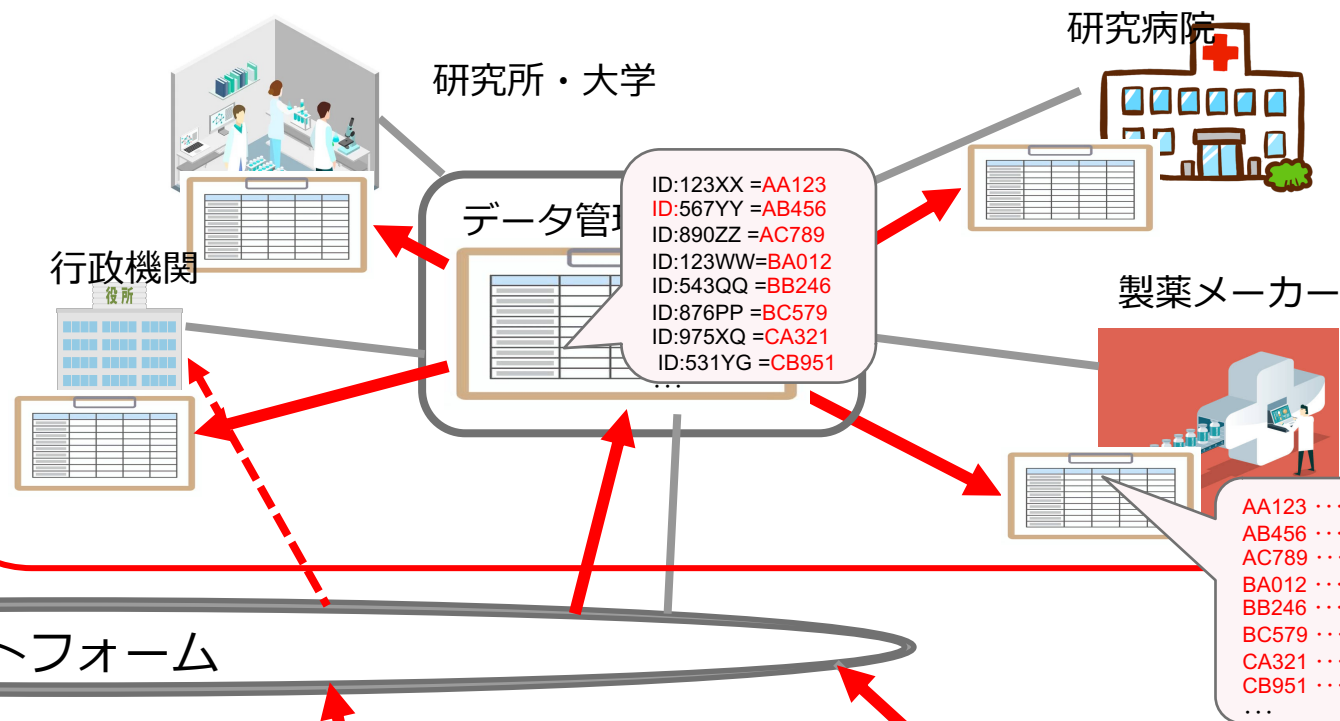 研究病院
研究所・大学
ID:123XX =AA123
ID:567YY =AB456
ID:890ZZ =AC789
ID:123WW=BA012
ID:543QQ =BB246
ID:876PP =BC579
ID:975XQ =CA321
ID:531YG =CB951
データ管
...
行政機関
役所
製薬メーカー
AA123 ・・
AB456 ・・
AC789 ・・
BA012 ・・
BB246 ・・
BC579 ・・
CA321 ・・
CB951 ・・
...
トフォーム